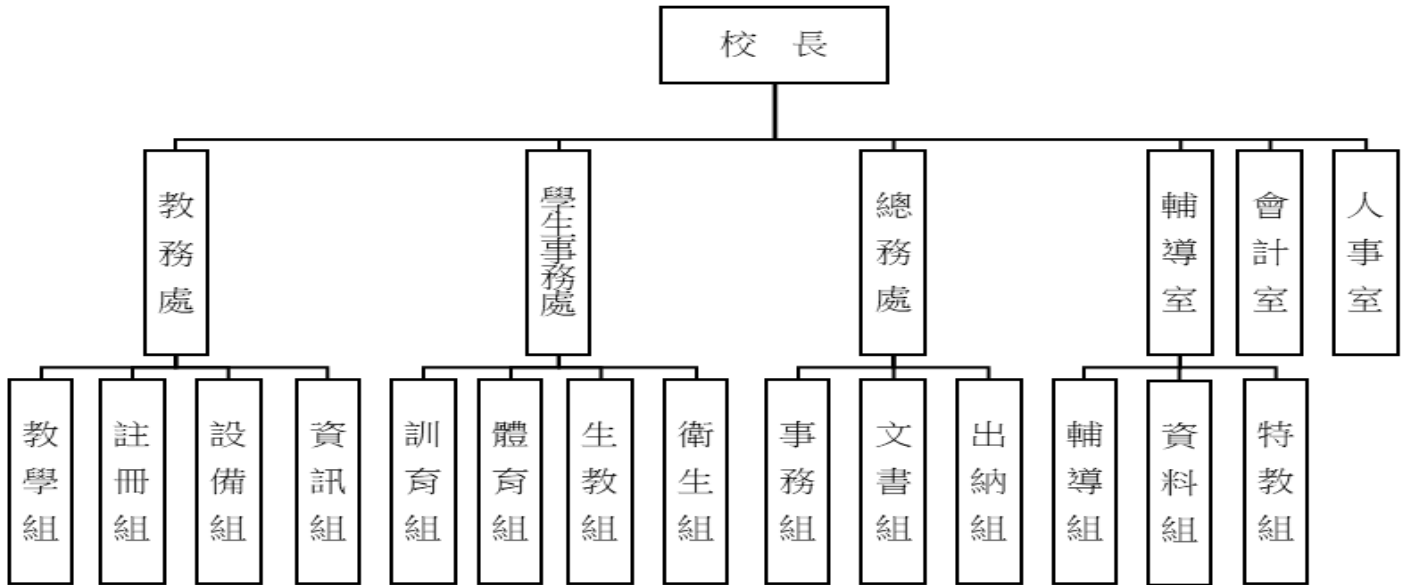 校 長
教務處
學生事務處
總務處
輔導室
會計室
人事室
教學組
註冊組
設備組
資訊組
訓育組
體育組
生教組
衛生組
事務組
文書組
出納組
輔導組
資料組
特教組